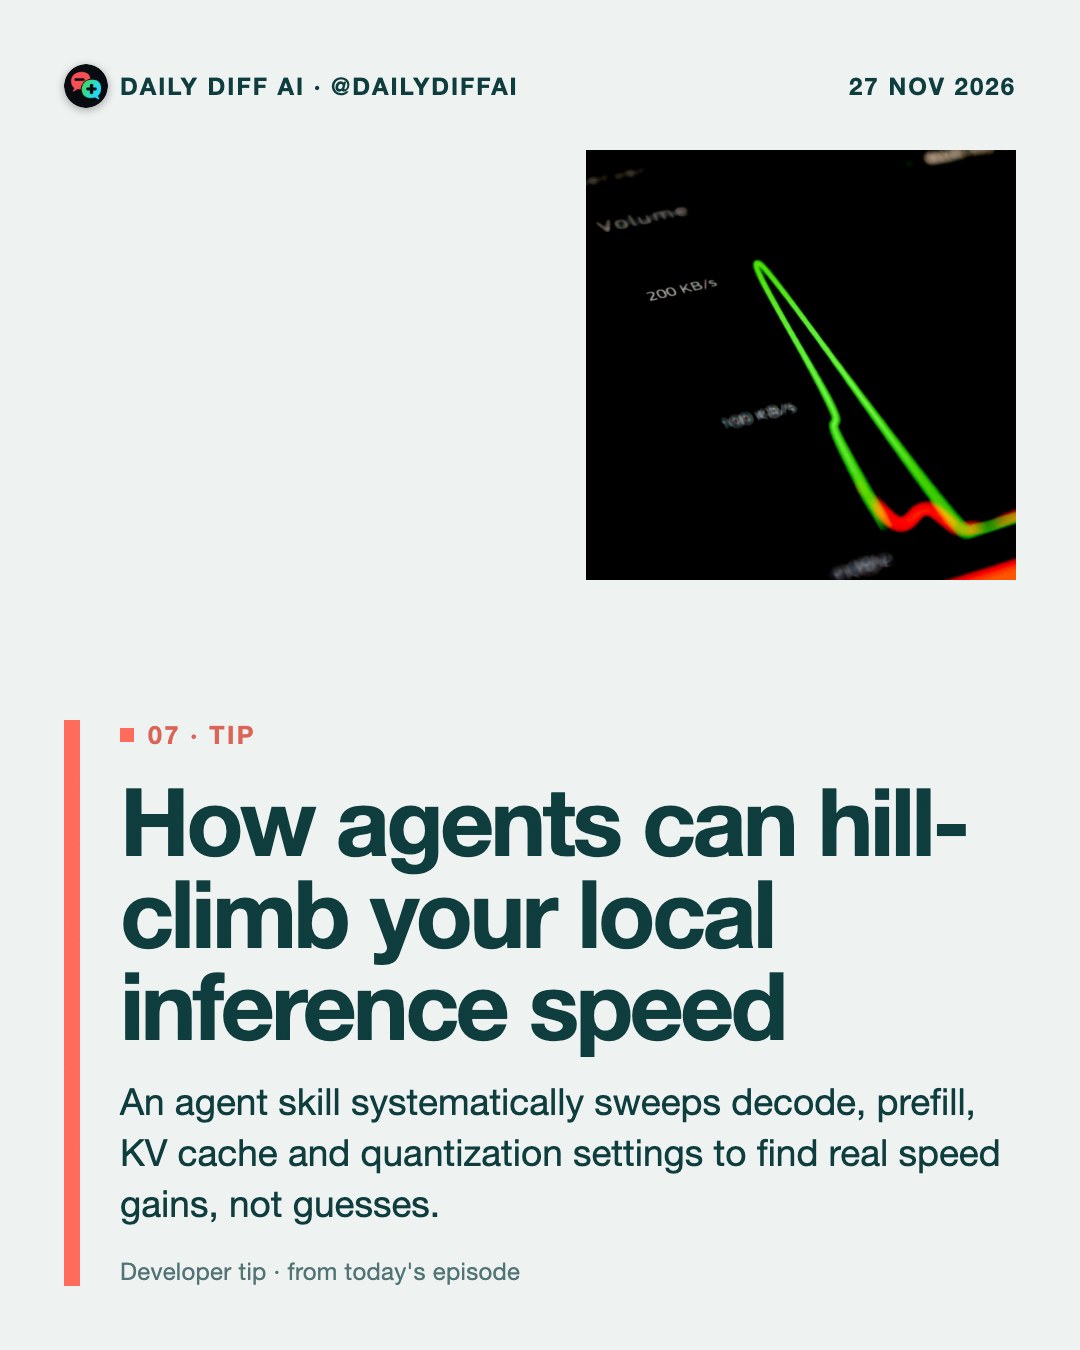 DAILY DIFF AI · @DAILYDIFFAI
27 NOV 2026
Volume
200 KB/s
100 KB/s
07 · TIP
How agents can hill-
climb your local
inference speed
An agent skill systematically sweeps decode, prefill,
KV cache and quantization settings to find real speed
gains, not guesses.
Developer tip · from today's episode